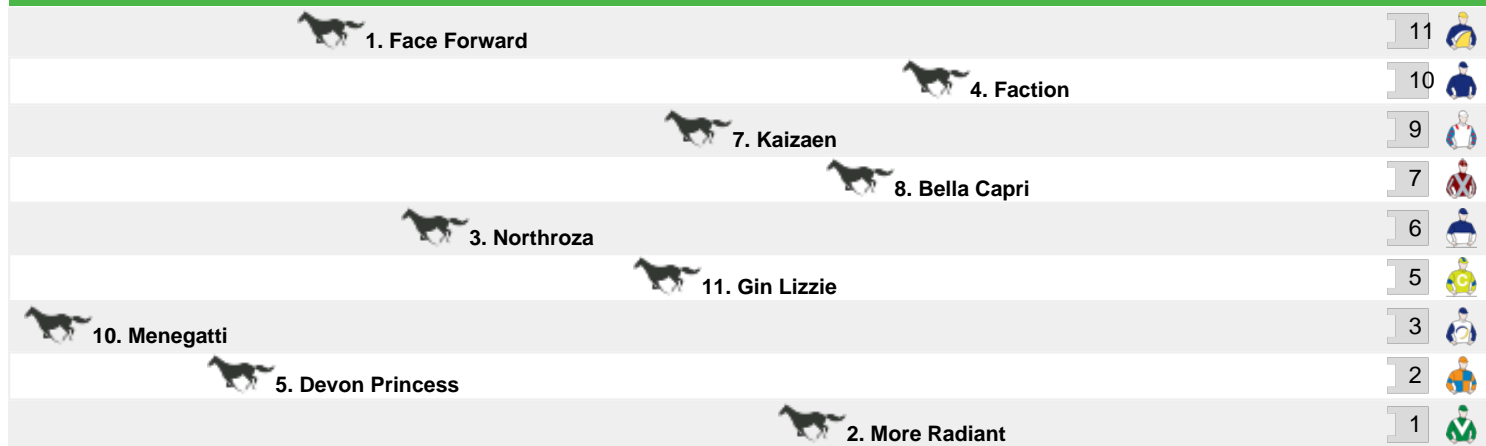 1. Face Forward 11
4. Faction 10
7. Kaizaen 9
8. Bella Capri 7
3. Northroza 6
11. Gin Lizzie 5
C
10. Menegatti 3
5. Devon Princess 2
2. More Radiant 1